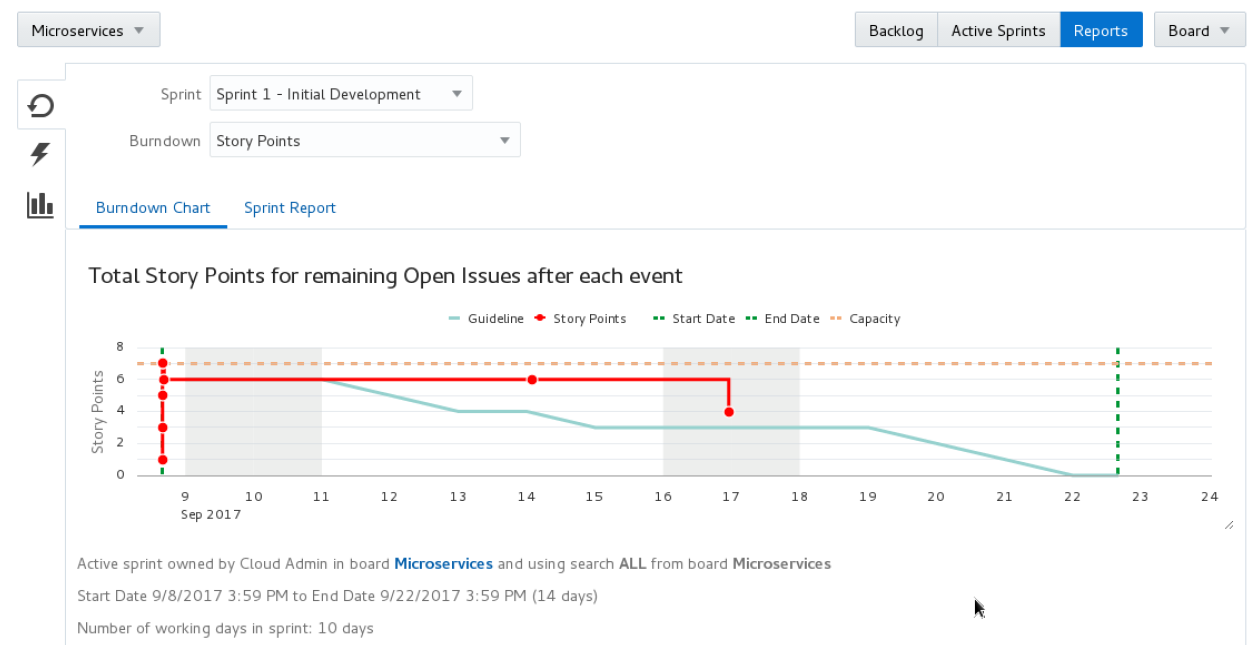 Microservices
Backlog Active Sprints Reports Board
Sprint Sprint 1 - Initial Development
Burndown Story Points
Burndown Chart Sprint Report
Total Story Points for remaining Open Issues after each event
Guideline Story Points Start Date End Date Capacity
Story Points
8
6
4
2
0
9 10 11 12 13 14 15 16 17 18 19 20 21 22 23 24
Sep 2017
Active sprint owned by Cloud Admin in board Microservices and using search ALL from board Microservices
Start Date 9/8/2017 3:59 PM to End Date 9/22/2017 3:59 PM (14 days)
Number of working days in sprint: 10 days